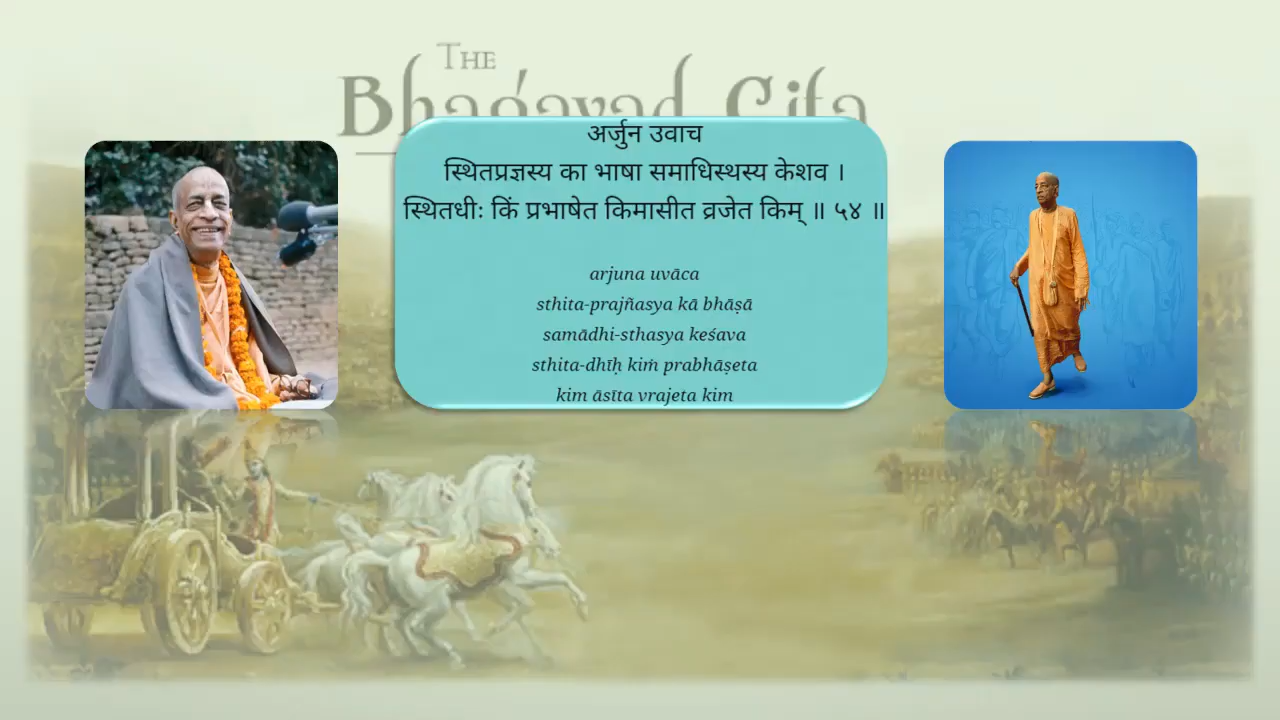 THE
Bhagavad Gita
अर्जुन उवाच
स्थितप्रज्ञस्य का भाषा समाधिस्थस्य केशव ।
स्थितधीः किं प्रभाषेत किमासीत व्रजेत किम् ॥ ५४ ॥
arjuna uvāca
sthita-prajñasya kā bhāṣā
samādhi-sthasya keśava
sthita-dhīḥ kiṁ prabhāṣeta
kim āsīta vrajeta kim